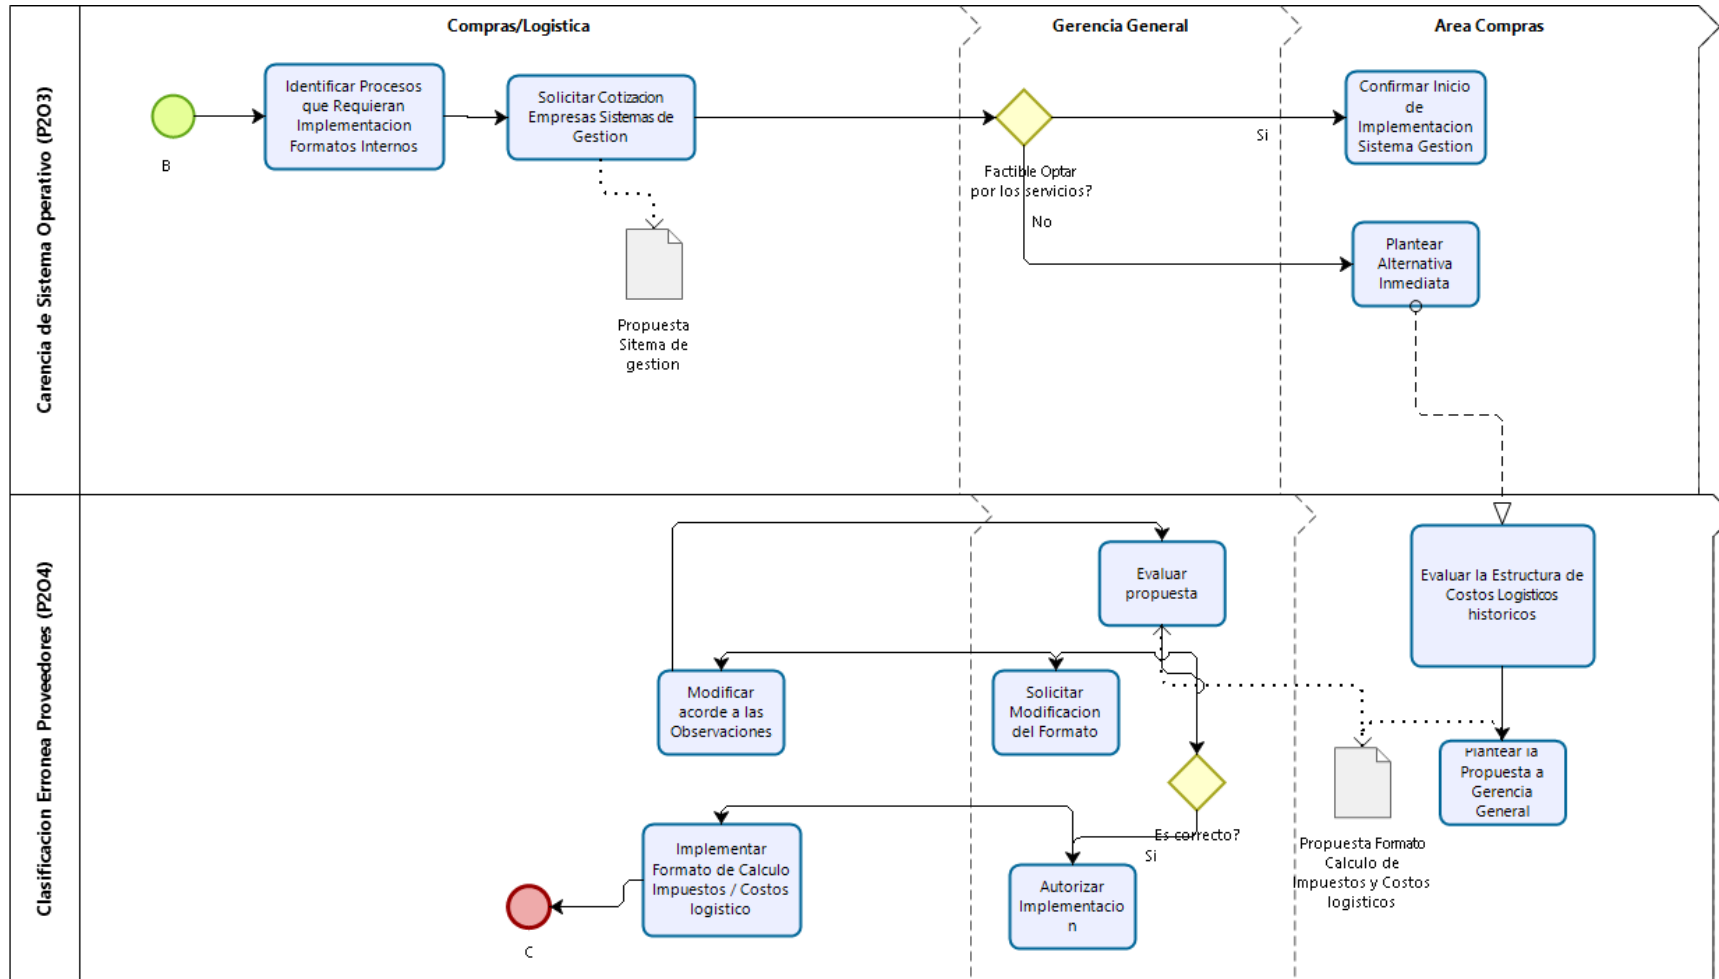 Compras/Logistica
Gerencia General
Area Compras
Carencia de Sistema Operativo (P2O3)
B
Identificar Procesos
que Requieran
Implementacion
Formatos Internos
Solicitar Cotizacion
Empresas Sistemas de
Gestion
Propuesta
Sitema de
gestion
Factible Optar
por los servicios?
Si
No
Confirmar Inicio
de
Implementacion
Sistema Gestion
Plantear
Alternativa
Inmediata
Clasificacion Erronea Proveedores (P2O4)
Evaluar
propuesta
Evaluar la Estructura de
Costos Logisticos
historicos
Modificar
acorde a las
Observaciones
Solicitar
Modificacion
del Formato
Plantear la
Propuesta a
Gerencia
General
Es correcto?
Si
Propuesta Formato
Calculo de
Impuestos y Costos
logisticos
Implementar
Formato de Calculo
Impuestos / Costos
logistico
Autorizar
Implementacio
n
C